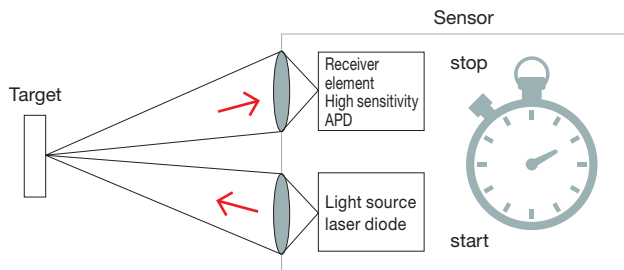 Sensor
Target
Receiver
element
High sensitivity
APD
stop
Light source
laser diode
start